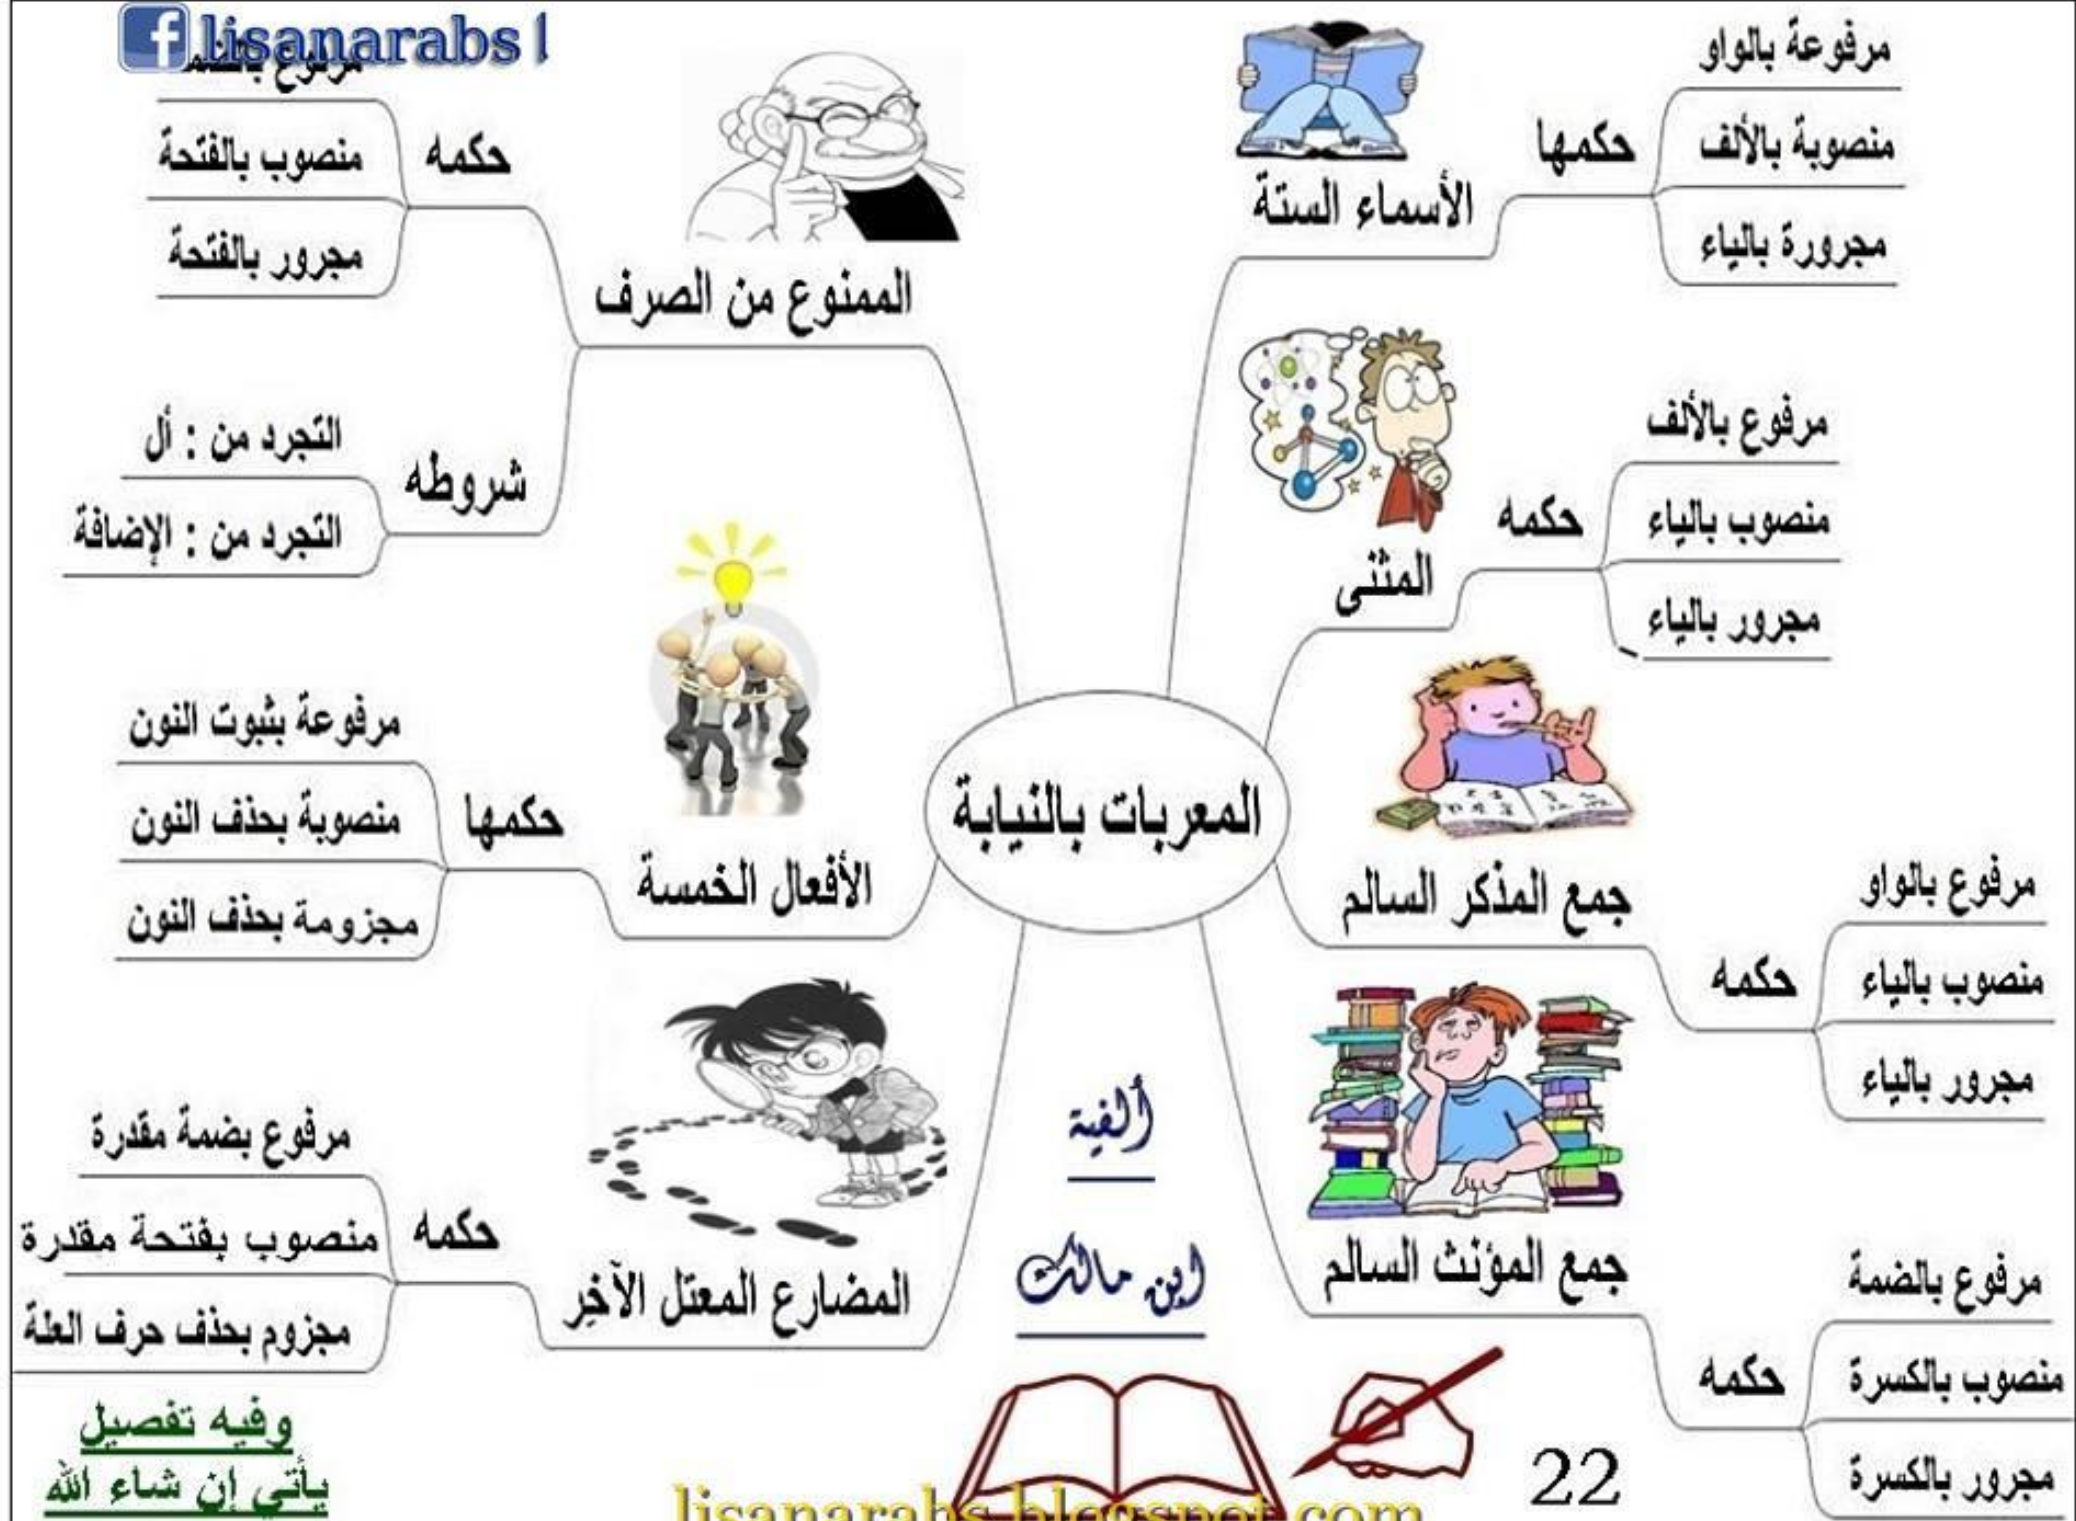 lisanarabs1
الأسماء الستة
حكمها
مرفوعة بالواو
منصوبة بالألف
مجرورة بالياء
المثنى
حكمه
مرفوع بالألف
منصوب بالياء
مجرور بالياء
جمع المذكر السالم
حكمه
مرفوع بالواو
منصوب بالياء
مجرور بالياء
جمع المؤنث السالم
حكمه
مرفوع بالضمة
منصوب بالكسرة
مجرور بالكسرة
المعربات بالنيابة
الممنوع من الصرف
حكمه
مرفوع
منصوب بالفتحة
مجرور بالفتحة
شروطه
التجرد من : أل
التجرد من : الإضافة
الأفعال الخمسة
حكمها
مرفوعة بثبوت النون
منصوبة بحذف النون
مجزومة بحذف النون
المضارع المعتل الآخِر
حكمه
مرفوع بضمة مقدرة
منصوب بفتحة مقدرة
مجزوم بحذف حرف العلة
وفيه تفصيل
يأتي إن شاء الله
ألفية
ابن مالك
22
lisanarabs.blogspot.com